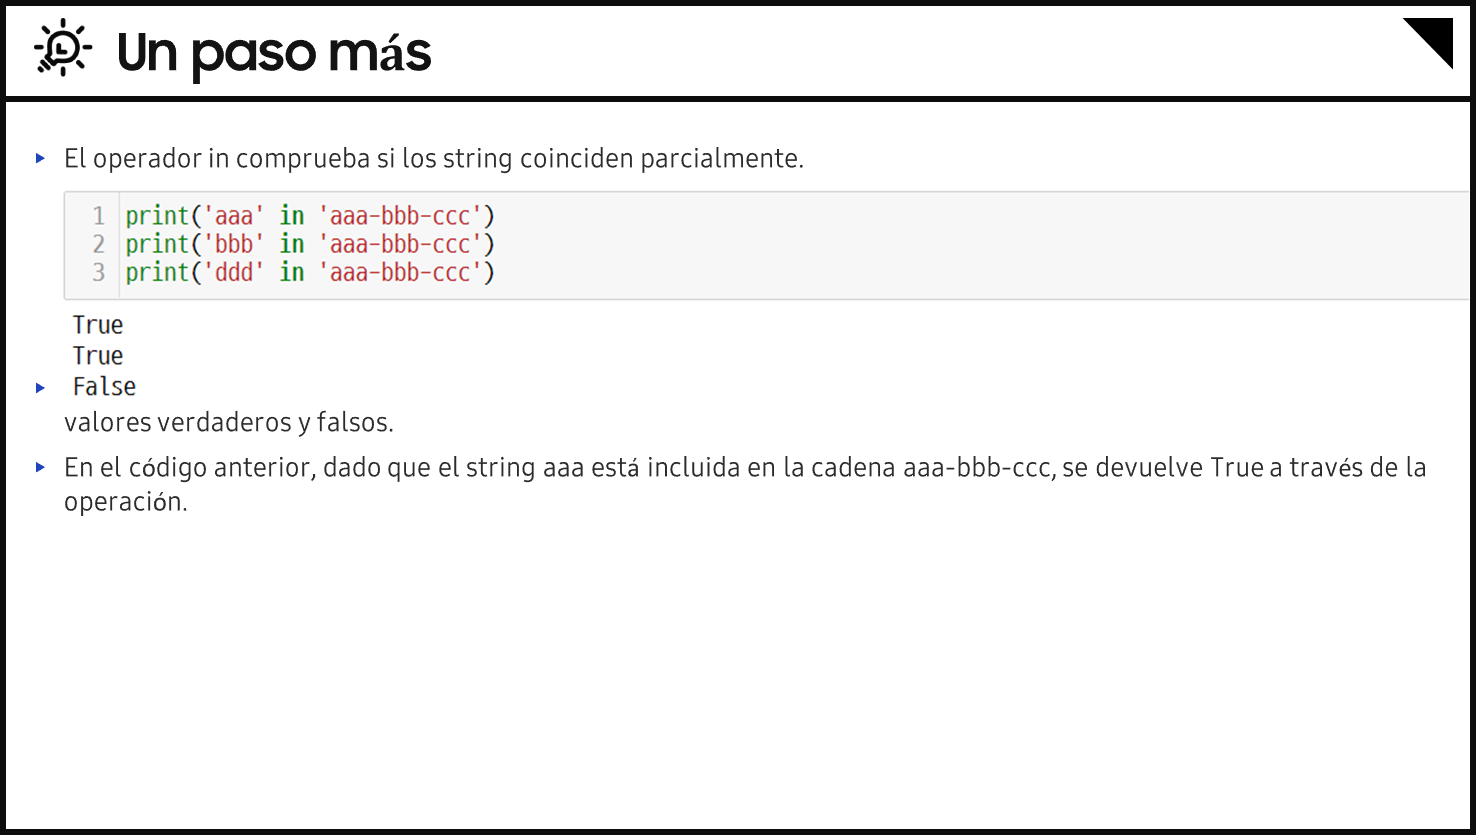 Un paso más
El operador in comprueba si los string coinciden parcialmente.
1 print('aaa' in 'aaa-bbb-ccc')
2 print('bbb' in 'aaa-bbb-ccc')
3 print('ddd' in 'aaa-bbb-ccc')
True
True
False
valores verdaderos y falsos.
En el código anterior, dado que el string aaa está incluida en la cadena aaa-bbb-ccc, se devuelve True a través de la
operación.